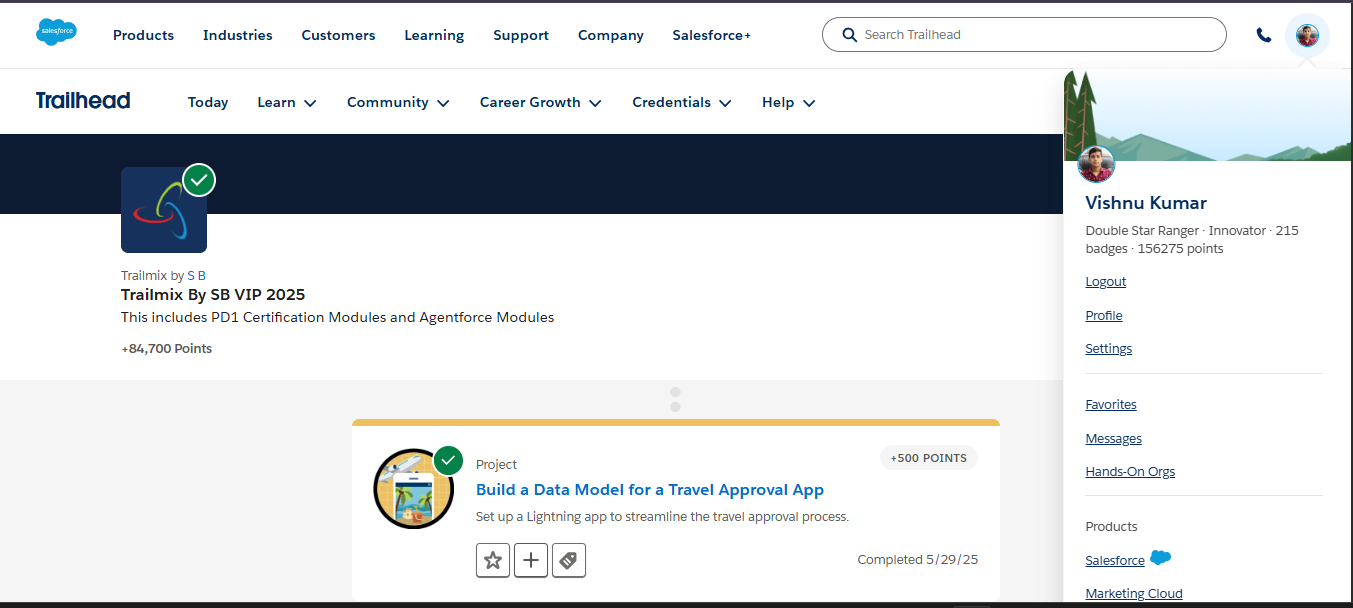 salesforce
Products Industries Customers Learning Support Company Salesforce+
Search Trailhead
Trailhead
Today Learn Community Career Growth Credentials Help
Trailmix by S B
Trailmix By SB VIP 2025
This includes PD1 Certification Modules and Agentforce Modules
+84,700 Points
Project
+500 POINTS
Build a Data Model for a Travel Approval App
Set up a Lightning app to streamline the travel approval process.
Completed 5/29/25
Vishnu Kumar
Double Star Ranger · Innovator · 215
badges · 156275 points
Logout
Profile
Settings
Favorites
Messages
Hands-On Orgs
Products
Salesforce
Marketing Cloud